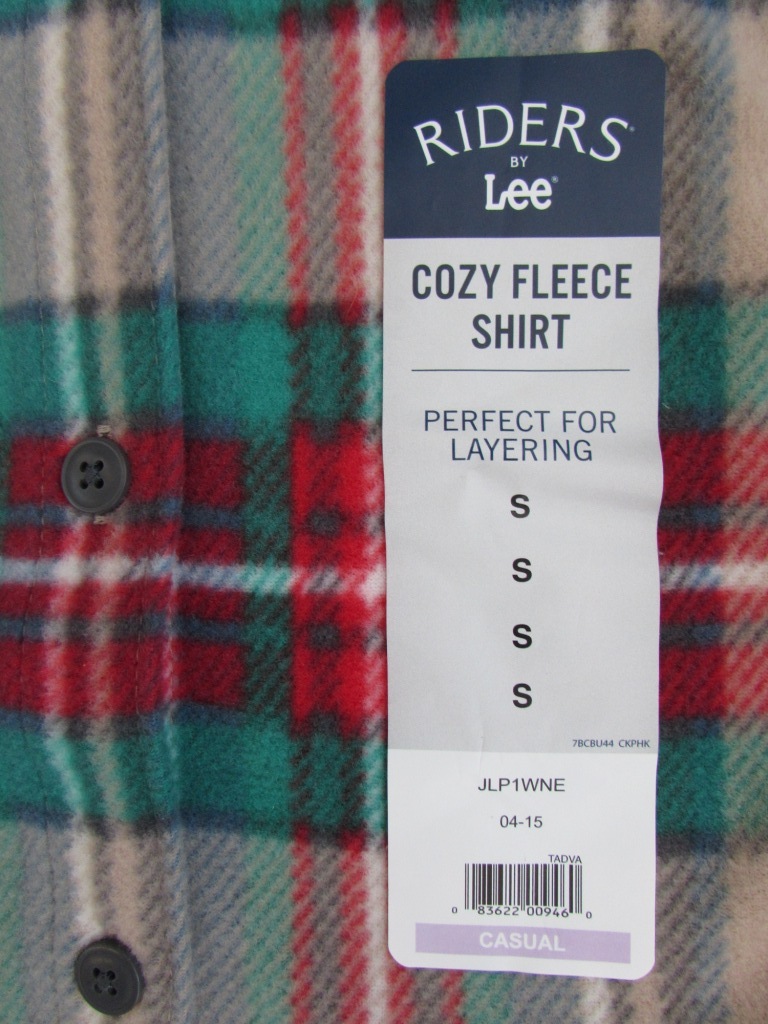 RIDERS®
BY
Lee®
COZY FLEECE
SHIRT
PERFECT FOR
LAYERING
S
S
S
S
7BCBU44 CKPHK
JLP1WNE
04-15
TADVA
0 83622 00946 0
CASUAL